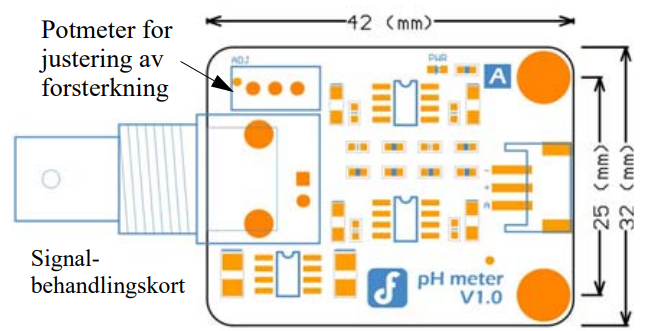 42 (mm)
Potmeter for
justering av
forsterkning
ADJ
PWR
A
-
+
A
25 (mm)
32 (mm)
Signal-
behandlingskort
pH meter
V1.0